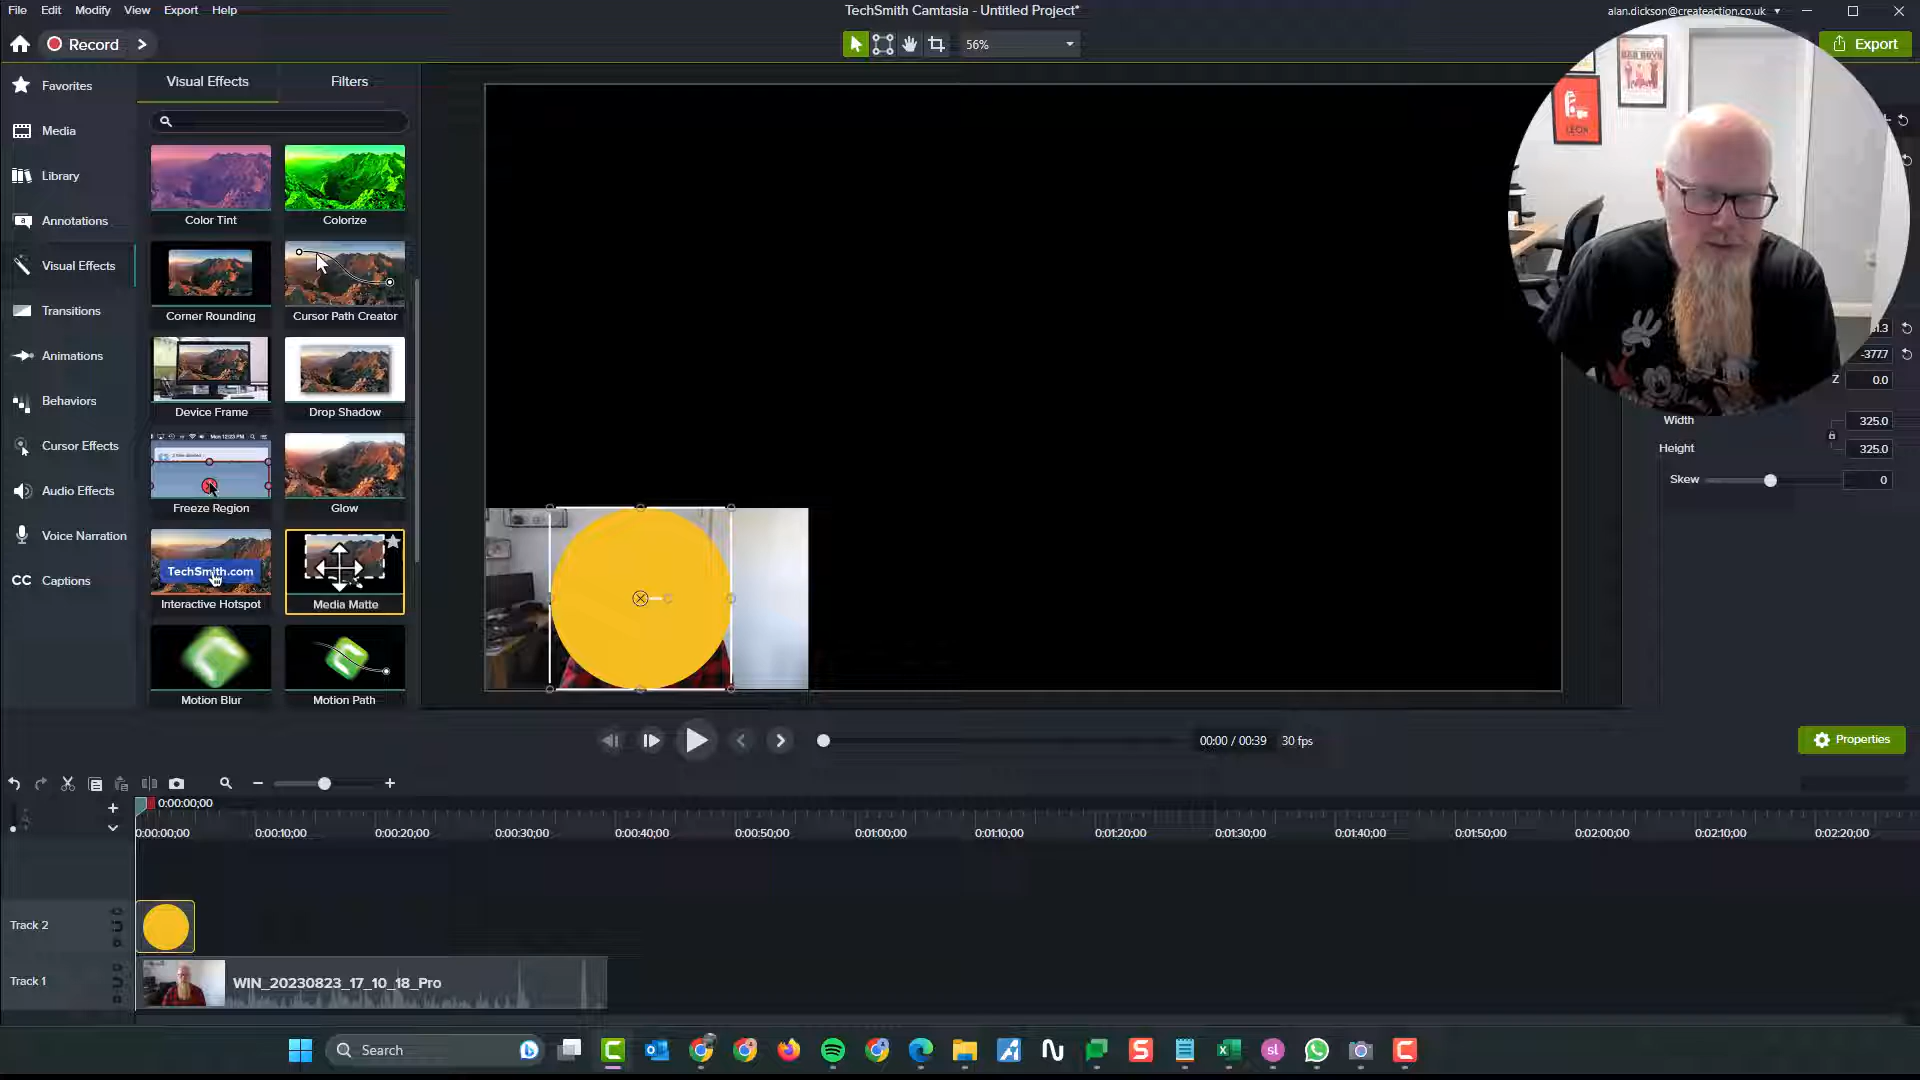 TechSmith Camtasia - Untitled Project*
File Edit Modify View Export Help
alan.dickson@createaction.co.uk
Record
56%
Export
Favorites
Media
Library
Annotations
Visual Effects
Transitions
Animations
Behaviors
Cursor Effects
Audio Effects
Voice Narration
CC Captions
Visual Effects Filters
Color Tint Colorize
Corner Rounding Cursor Path Creator
Device Frame Drop Shadow
Freeze Region Glow
TechSmith.com
Interactive Hotspot Media Matte
Motion Blur Motion Path
BAD BOYS
LEON
-377.7
Z 0.0
Width 325.0
Height 325.0
Skew 0
00:00 / 00:39 30 fps
Properties
0:00:00;00
0:00:00;00 0:00:10;00 0:00:20;00 0:00:30;00 0:00:40;00 0:00:50;00 0:01:00;00 0:01:10;00 0:01:20;00 0:01:30;00 0:01:40;00 0:01:50;00 0:02:00;00 0:02:10;00 0:02:20;00
Track 2
Track 1
WIN_20230823_17_10_18_Pro
Search